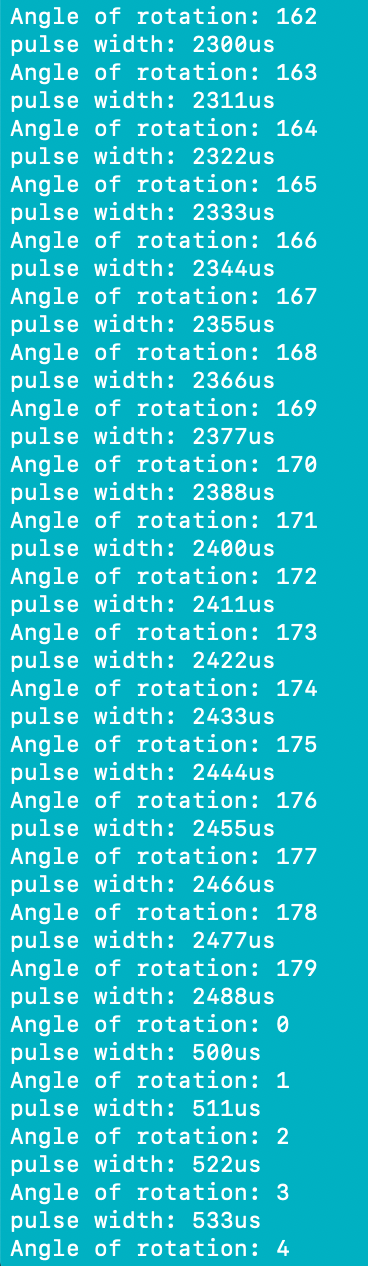 Angle of rotation: 162
pulse width: 2300us
Angle of rotation: 163
pulse width: 2311us
Angle of rotation: 164
pulse width: 2322us
Angle of rotation: 165
pulse width: 2333us
Angle of rotation: 166
pulse width: 2344us
Angle of rotation: 167
pulse width: 2355us
Angle of rotation: 168
pulse width: 2366us
Angle of rotation: 169
pulse width: 2377us
Angle of rotation: 170
pulse width: 2388us
Angle of rotation: 171
pulse width: 2400us
Angle of rotation: 172
pulse width: 2411us
Angle of rotation: 173
pulse width: 2422us
Angle of rotation: 174
pulse width: 2433us
Angle of rotation: 175
pulse width: 2444us
Angle of rotation: 176
pulse width: 2455us
Angle of rotation: 177
pulse width: 2466us
Angle of rotation: 178
pulse width: 2477us
Angle of rotation: 179
pulse width: 2488us
Angle of rotation: 0
pulse width: 500us
Angle of rotation: 1
pulse width: 511us
Angle of rotation: 2
pulse width: 522us
Angle of rotation: 3
pulse width: 533us
Angle of rotation: 4